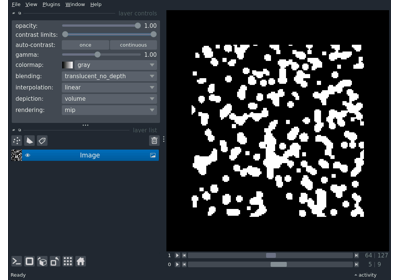 File View Plugins Window Help
layer controls
opacity: 1.00
contrast limits:
auto-contrast: once continuous
gamma: 1.00
colormap: gray
blending: translucent_no_depth
interpolation: linear
depiction: volume
rendering: mip
layer list
Image
1 64 127
0 5 9
Ready activity